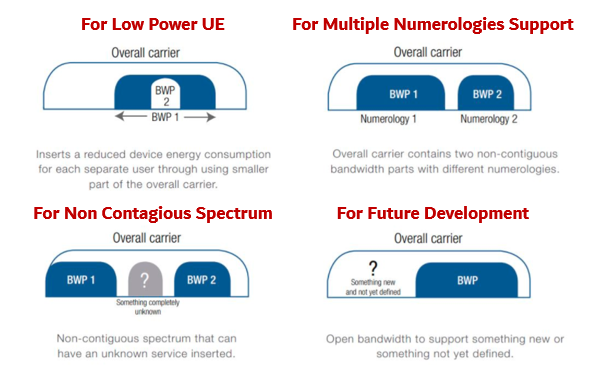 For Low Power UE
Overall carrier
BWP
2
BWP 1
Inserts a reduced device energy consumption
for each separate user through using smaller
part of the overall carrier.
For Multiple Numerologies Support
Overall carrier
BWP 1
BWP 2
Numerology 1
Numerology 2
Overall carrier contains two non-contiguous
bandwidth parts with different numerologies.
For Non Contagious Spectrum
Overall carrier
BWP 1
?
BWP 2
Something completely
unknown
Non-contiguous spectrum that can
have an unknown service inserted.
For Future Development
Overall carrier
?
Something new
and not yet defined
BWP
Open bandwidth to support something new or
something not yet defined.